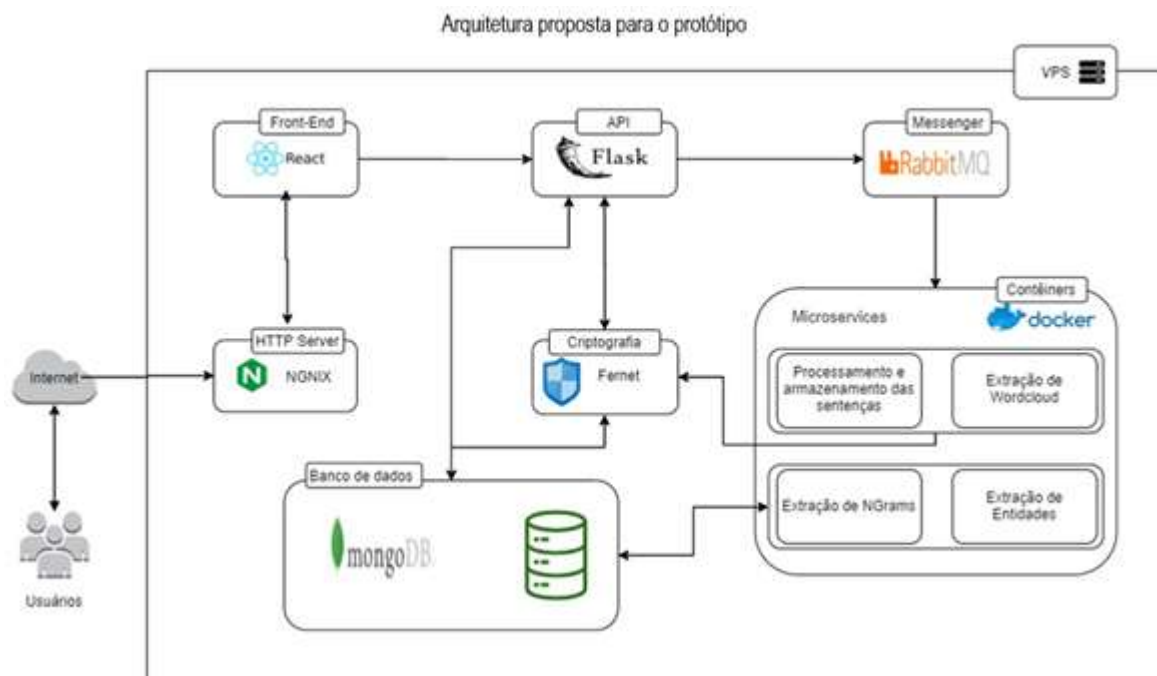 Arquitetura proposta para o protótipo
VPS
Front-End
React
API
Flask
Messenger
RabbitMQ
HTTP Server
NGNIX
Criptografia
Fernet
Contêiners
Microservices
docker
Processamento e
armazenamento das
sentenças
Extração de
Wordcloud
Internet
Banco de dados
mongoDB
Extração de NGrams
Extração de
Entidades
Usuários